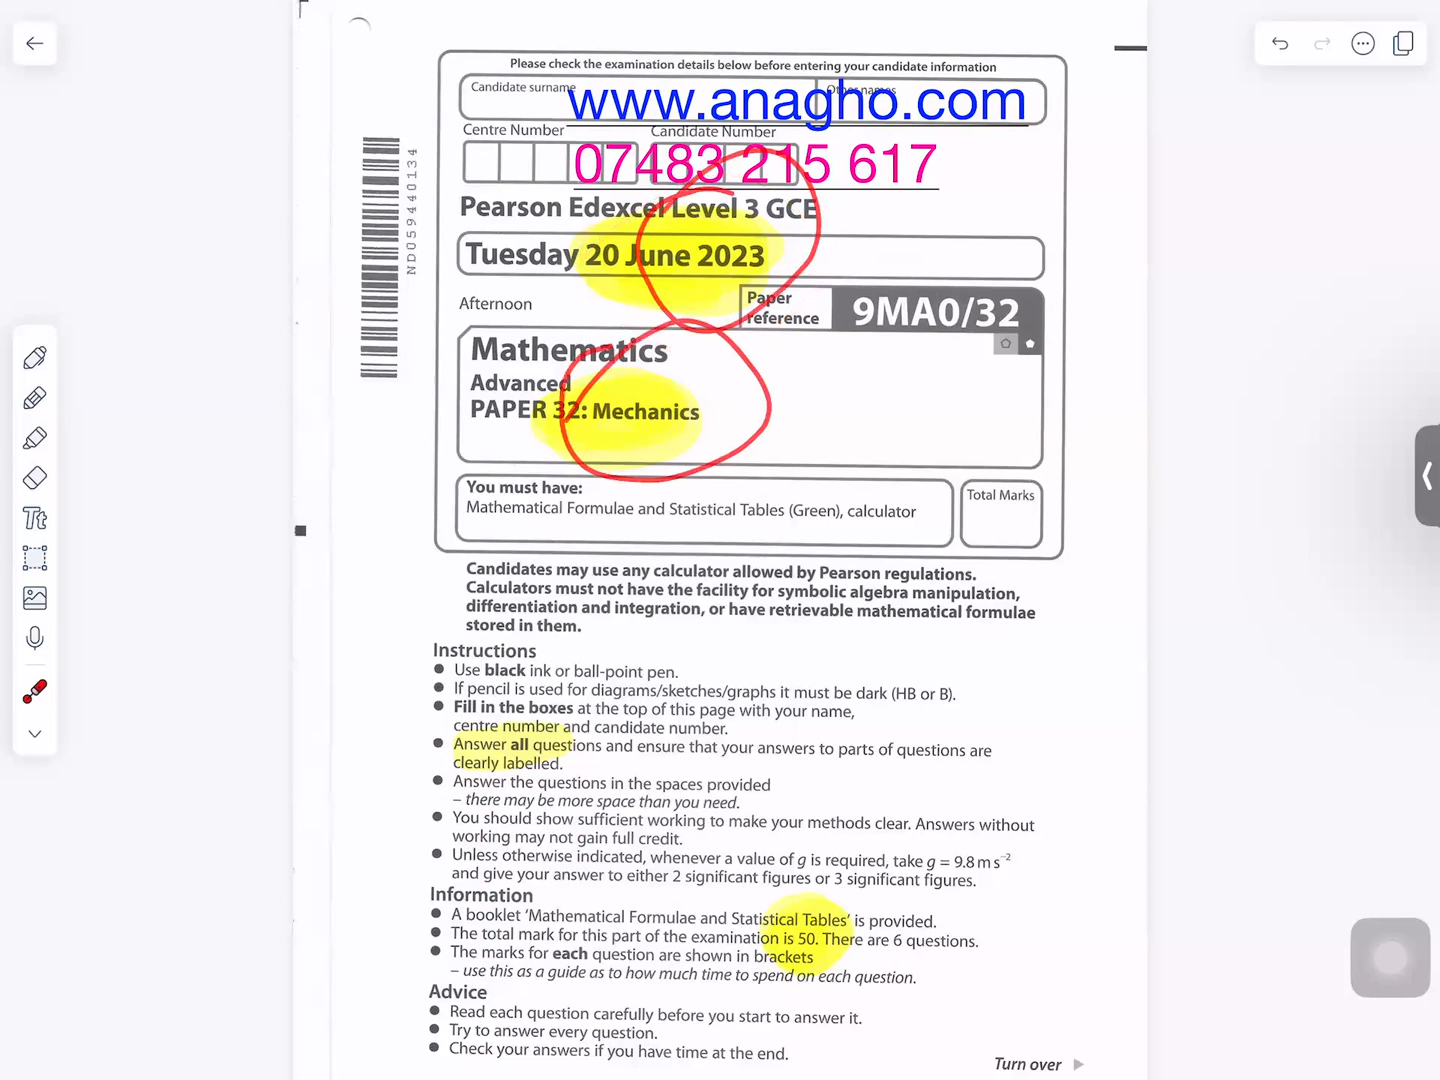 Please check the examination details below before entering your candidate information
Candidate surname
Other names
www.anagho.com
Centre Number
Candidate Number
07483 215 617
Pearson Edexcel Level 3 GCE
Tuesday 20 June 2023
Afternoon
Paper reference
9MA0/32
Mathematics
Advanced
PAPER 32: Mechanics
You must have:
Mathematical Formulae and Statistical Tables (Green), calculator
Total Marks
ND059440134
Candidates may use any calculator allowed by Pearson regulations.
Calculators must not have the facility for symbolic algebra manipulation,
differentiation and integration, or have retrievable mathematical formulae
stored in them.
Instructions
● Use black ink or ball-point pen.
● If pencil is used for diagrams/sketches/graphs it must be dark (HB or B).
● Fill in the boxes at the top of this page with your name,
centre number and candidate number.
● Answer all questions and ensure that your answers to parts of questions are
clearly labelled.
● Answer the questions in the spaces provided
– there may be more space than you need.
● You should show sufficient working to make your methods clear. Answers without
working may not gain full credit.
● Unless otherwise indicated, whenever a value of g is required, take g = 9.8 m s⁻²
and give your answer to either 2 significant figures or 3 significant figures.
Information
● A booklet ‘Mathematical Formulae and Statistical Tables’ is provided.
● The total mark for this part of the examination is 50. There are 6 questions.
● The marks for each question are shown in brackets
– use this as a guide as to how much time to spend on each question.
Advice
● Read each question carefully before you start to answer it.
● Try to answer every question.
● Check your answers if you have time at the end.
Turn over
Tt